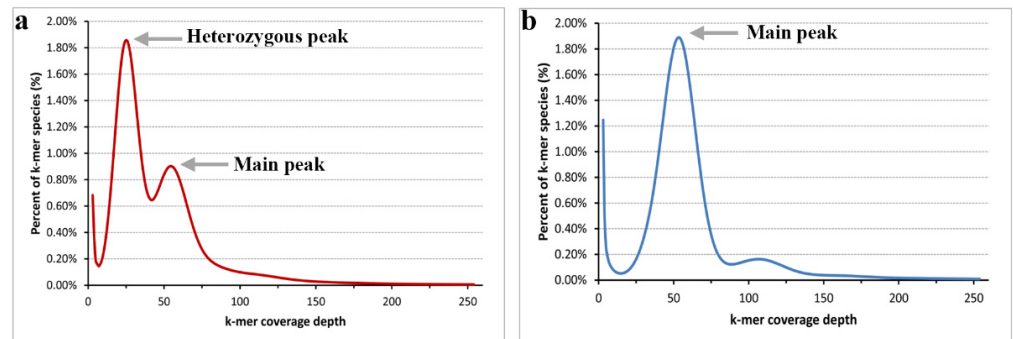 a
2.00%
1.80%
1.60%
1.40%
1.20%
1.00%
0.80%
0.60%
0.40%
0.20%
0.00%
Percent of k-mer species (%)
Heterozygous peak
Main peak
0 50 100 150 200 250
k-mer coverage depth
b
2.00%
1.80%
1.60%
1.40%
1.20%
1.00%
0.80%
0.60%
0.40%
0.20%
0.00%
Percent of k-mer species (%)
Main peak
0 50 100 150 200 250
k-mer coverage depth